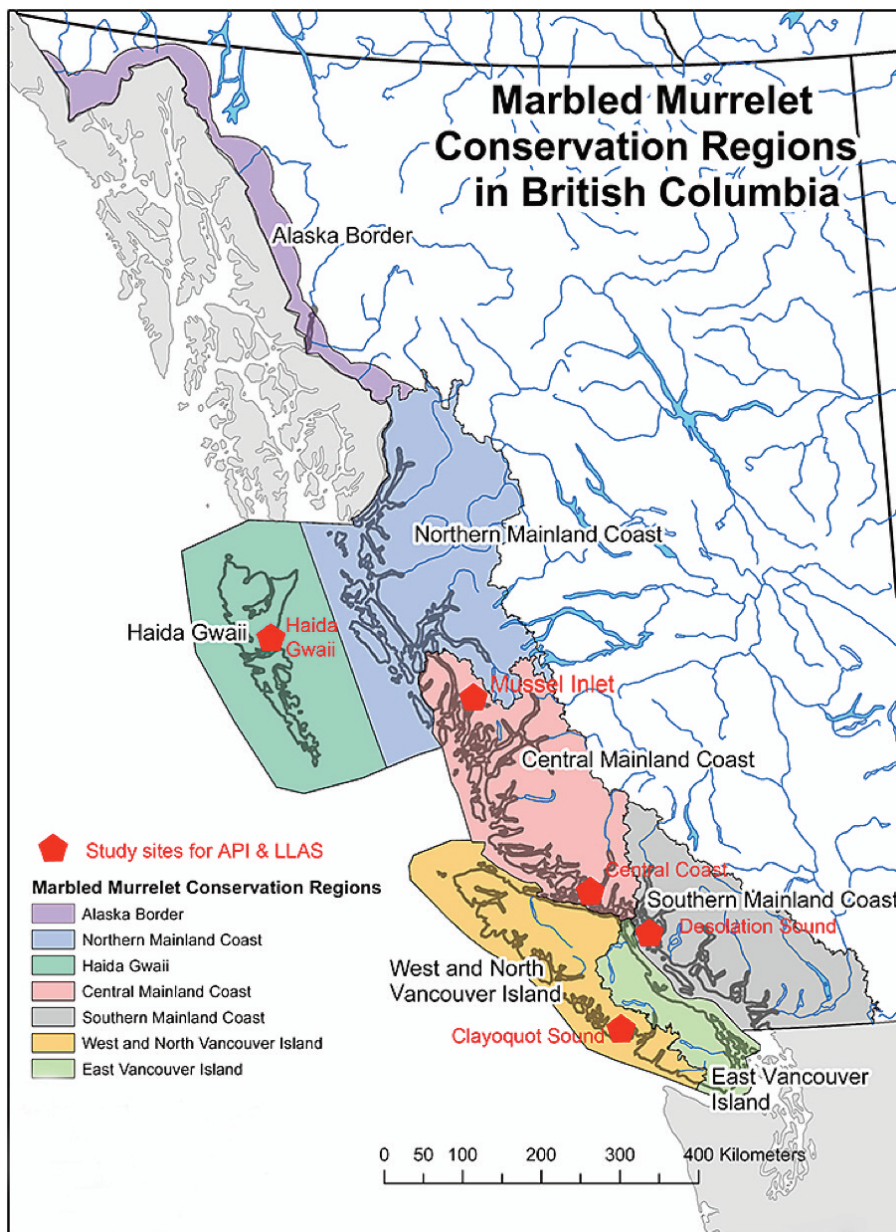 Marbled Murrelet
Conservation Regions
in British Columbia
Alaska Border
Northern Mainland Coast
Haida Gwaii
Haida
Gwaii
Mussel Inlet
Central Mainland Coast
Study sites for API & LLAS
Central Coast
Marbled Murrelet Conservation Regions
Southern Mainland Coast
Alaska Border
Desolation Sound
Northern Mainland Coast
Haida Gwaii
West and North
Vancouver Island
Central Mainland Coast
Southern Mainland Coast
Clayoquot Sound
West and North Vancouver Island
East Vancouver Island
East Vancouver
Island
0 50 100 200 300 400 Kilometers